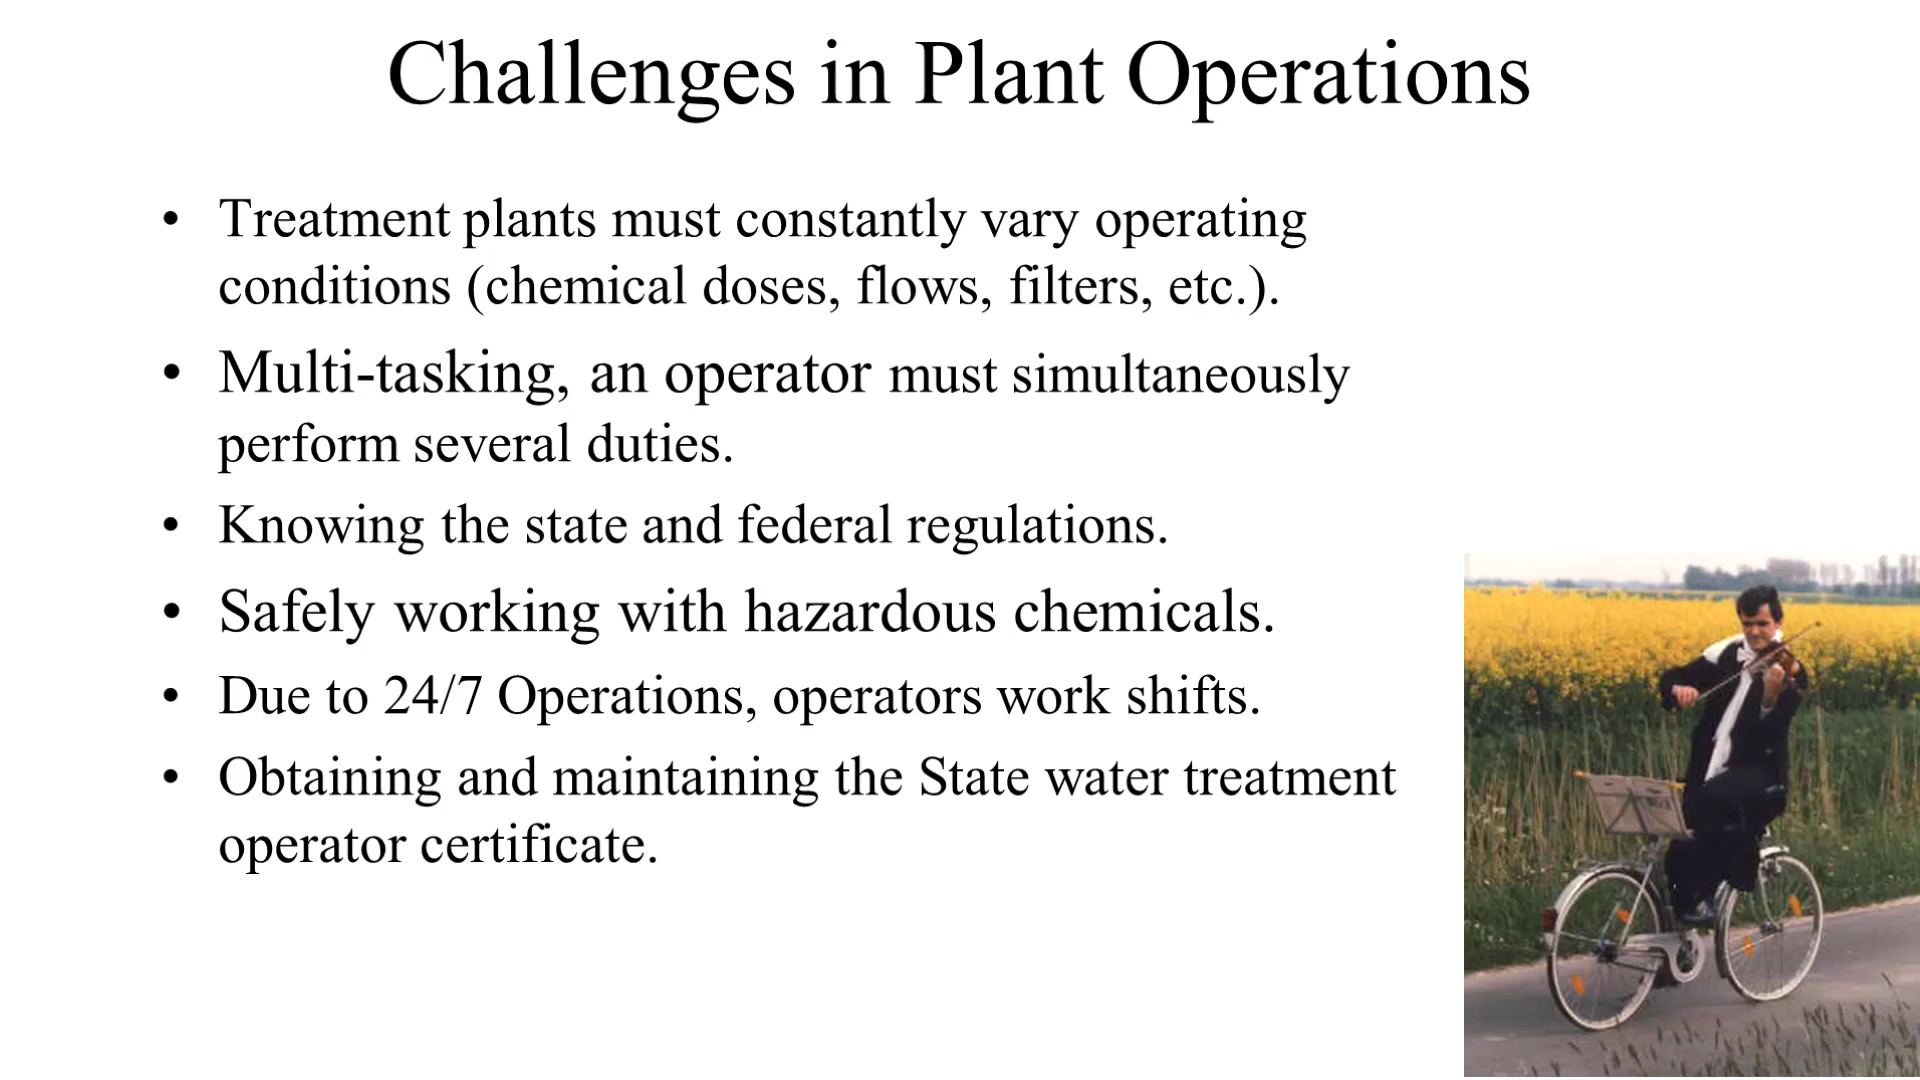 Challenges in Plant Operations
• Treatment plants must constantly vary operating
conditions (chemical doses, flows, filters, etc.).
• Multi-tasking, an operator must simultaneously
perform several duties.
• Knowing the state and federal regulations.
• Safely working with hazardous chemicals.
• Due to 24/7 Operations, operators work shifts.
• Obtaining and maintaining the State water treatment
operator certificate.